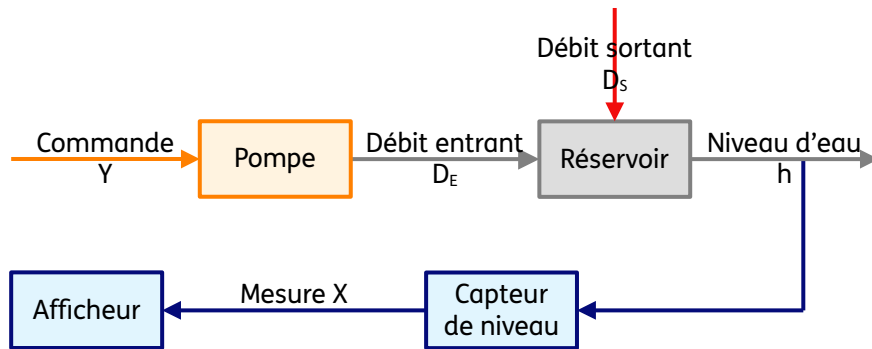 Débit sortant
Ds
Commande
Y
Pompe
Débit entrant
DE
Réservoir
Niveau d'eau
h
Afficheur
Mesure X
Capteur
de niveau